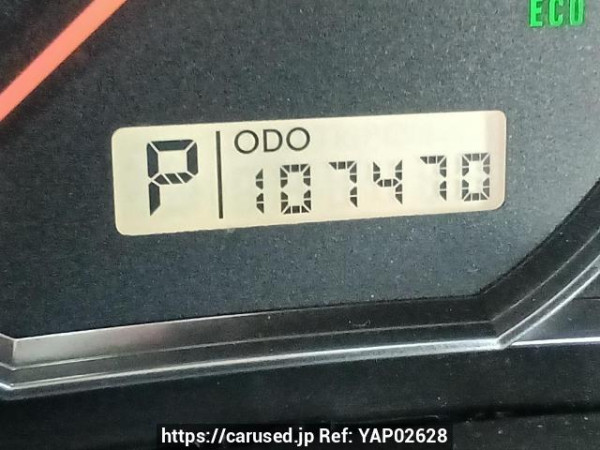 ECO
P ODO
107470
https://carused.jp Ref: YAP02628